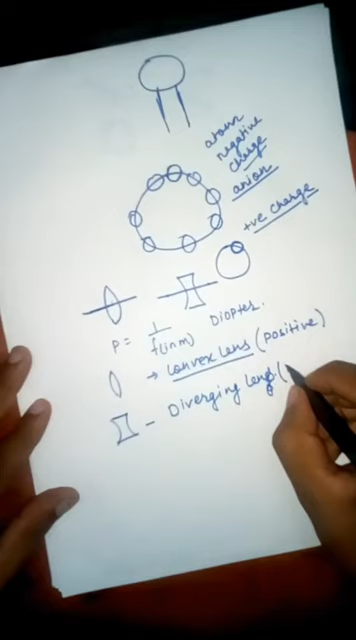 atom
negative
charge
anion
+ve charge
P = 1/f(in m) Diopter.
→ Convex Lens (positive)
- Diverging Lens (